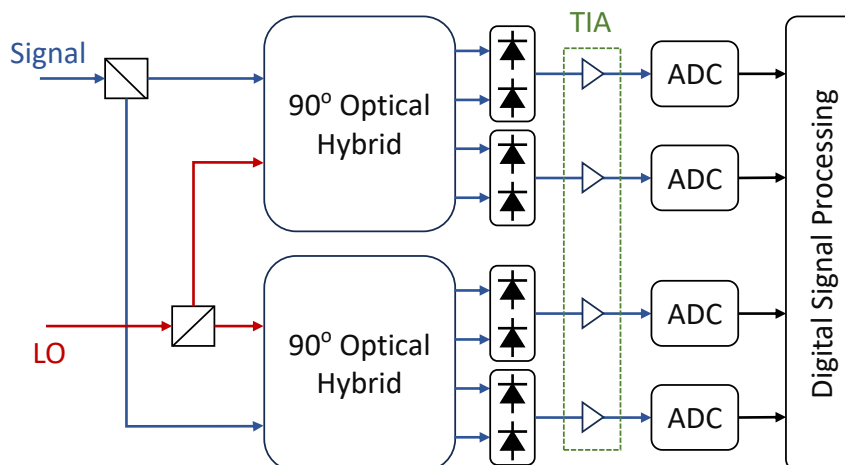 TIA
Signal
90° Optical
Hybrid
ADC
ADC
LO
90° Optical
Hybrid
ADC
ADC
Digital Signal Processing